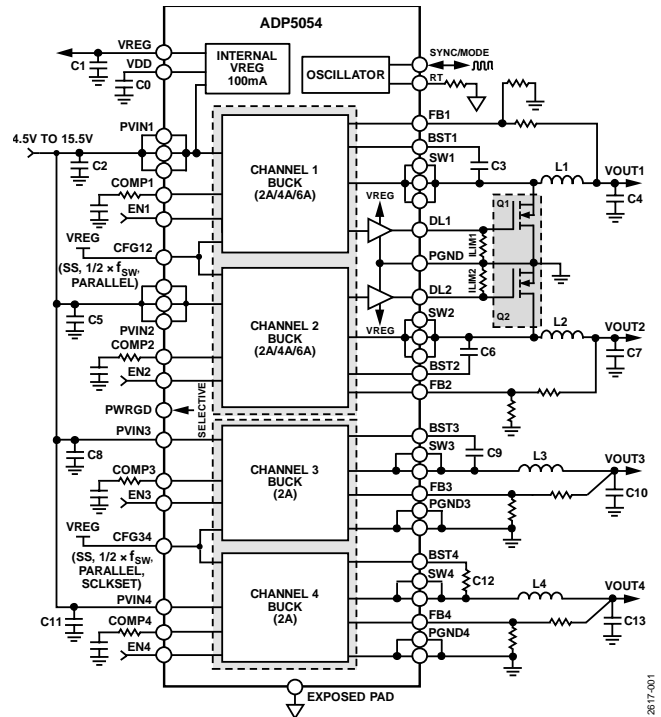 ADP5054
VREG
C1
VDD
C0
INTERNAL
VREG
100mA
OSCILLATOR
SYNC/MODE
RT
4.5V TO 15.5V
PVIN1
C2
COMP1
EN1
VREG
CFG12
(SS, 1/2 × fSW,
PARALLEL)
C5
PVIN2
COMP2
EN2
PWRGD
SELECTIVE
PVIN3
C8
COMP3
EN3
VREG
CFG34
(SS, 1/2 × fSW,
PARALLEL,
SCLKSET)
PVIN4
C11
COMP4
EN4
CHANNEL 1
BUCK
(2A/4A/6A)
CHANNEL 2
BUCK
(2A/4A/6A)
CHANNEL 3
BUCK
(2A)
CHANNEL 4
BUCK
(2A)
FB1
BST1
SW1
C3
L1
VOUT1
C4
VREG
DL1
Q1
ILIM1
PGND
ILIM2
DL2
Q2
VREG
SW2
L2
VOUT2
C6
C7
BST2
FB2
BST3
SW3
C9
L3
VOUT3
FB3
C10
PGND3
BST4
SW4
C12
L4
VOUT4
FB4
C13
PGND4
EXPOSED PAD
2617-001